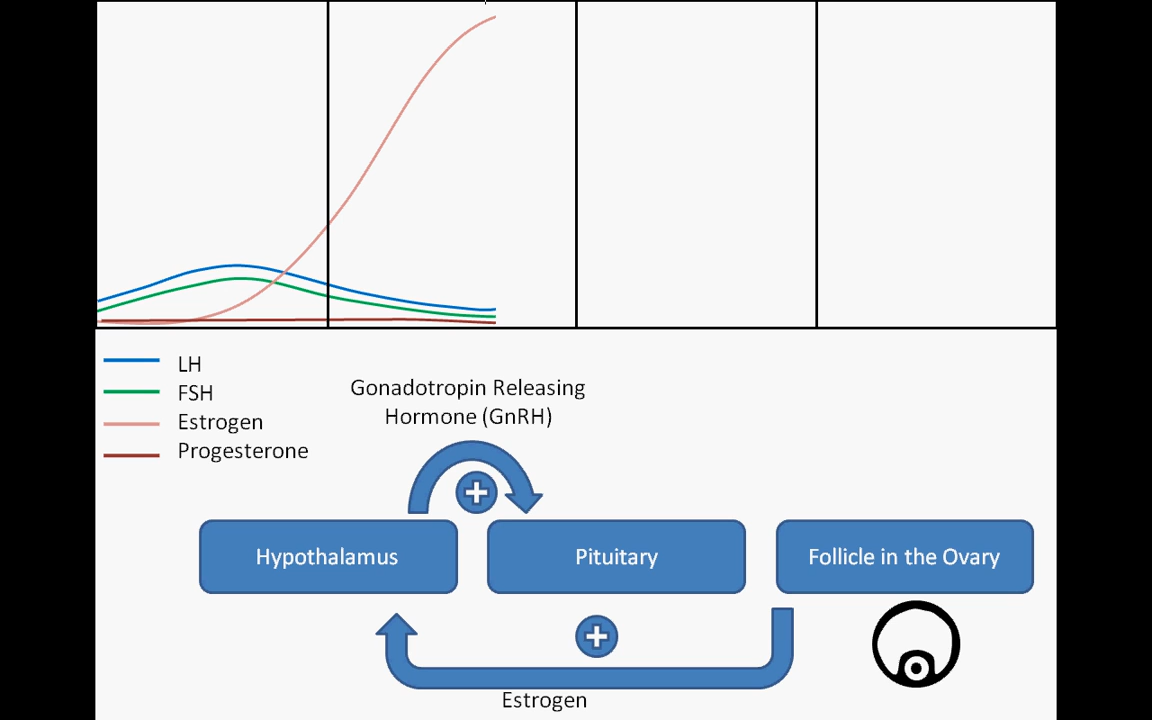 LH
FSH
Estrogen
Progesterone
Gonadotropin Releasing
Hormone (GnRH)
Hypothalamus
Pituitary
Follicle in the Ovary
Estrogen